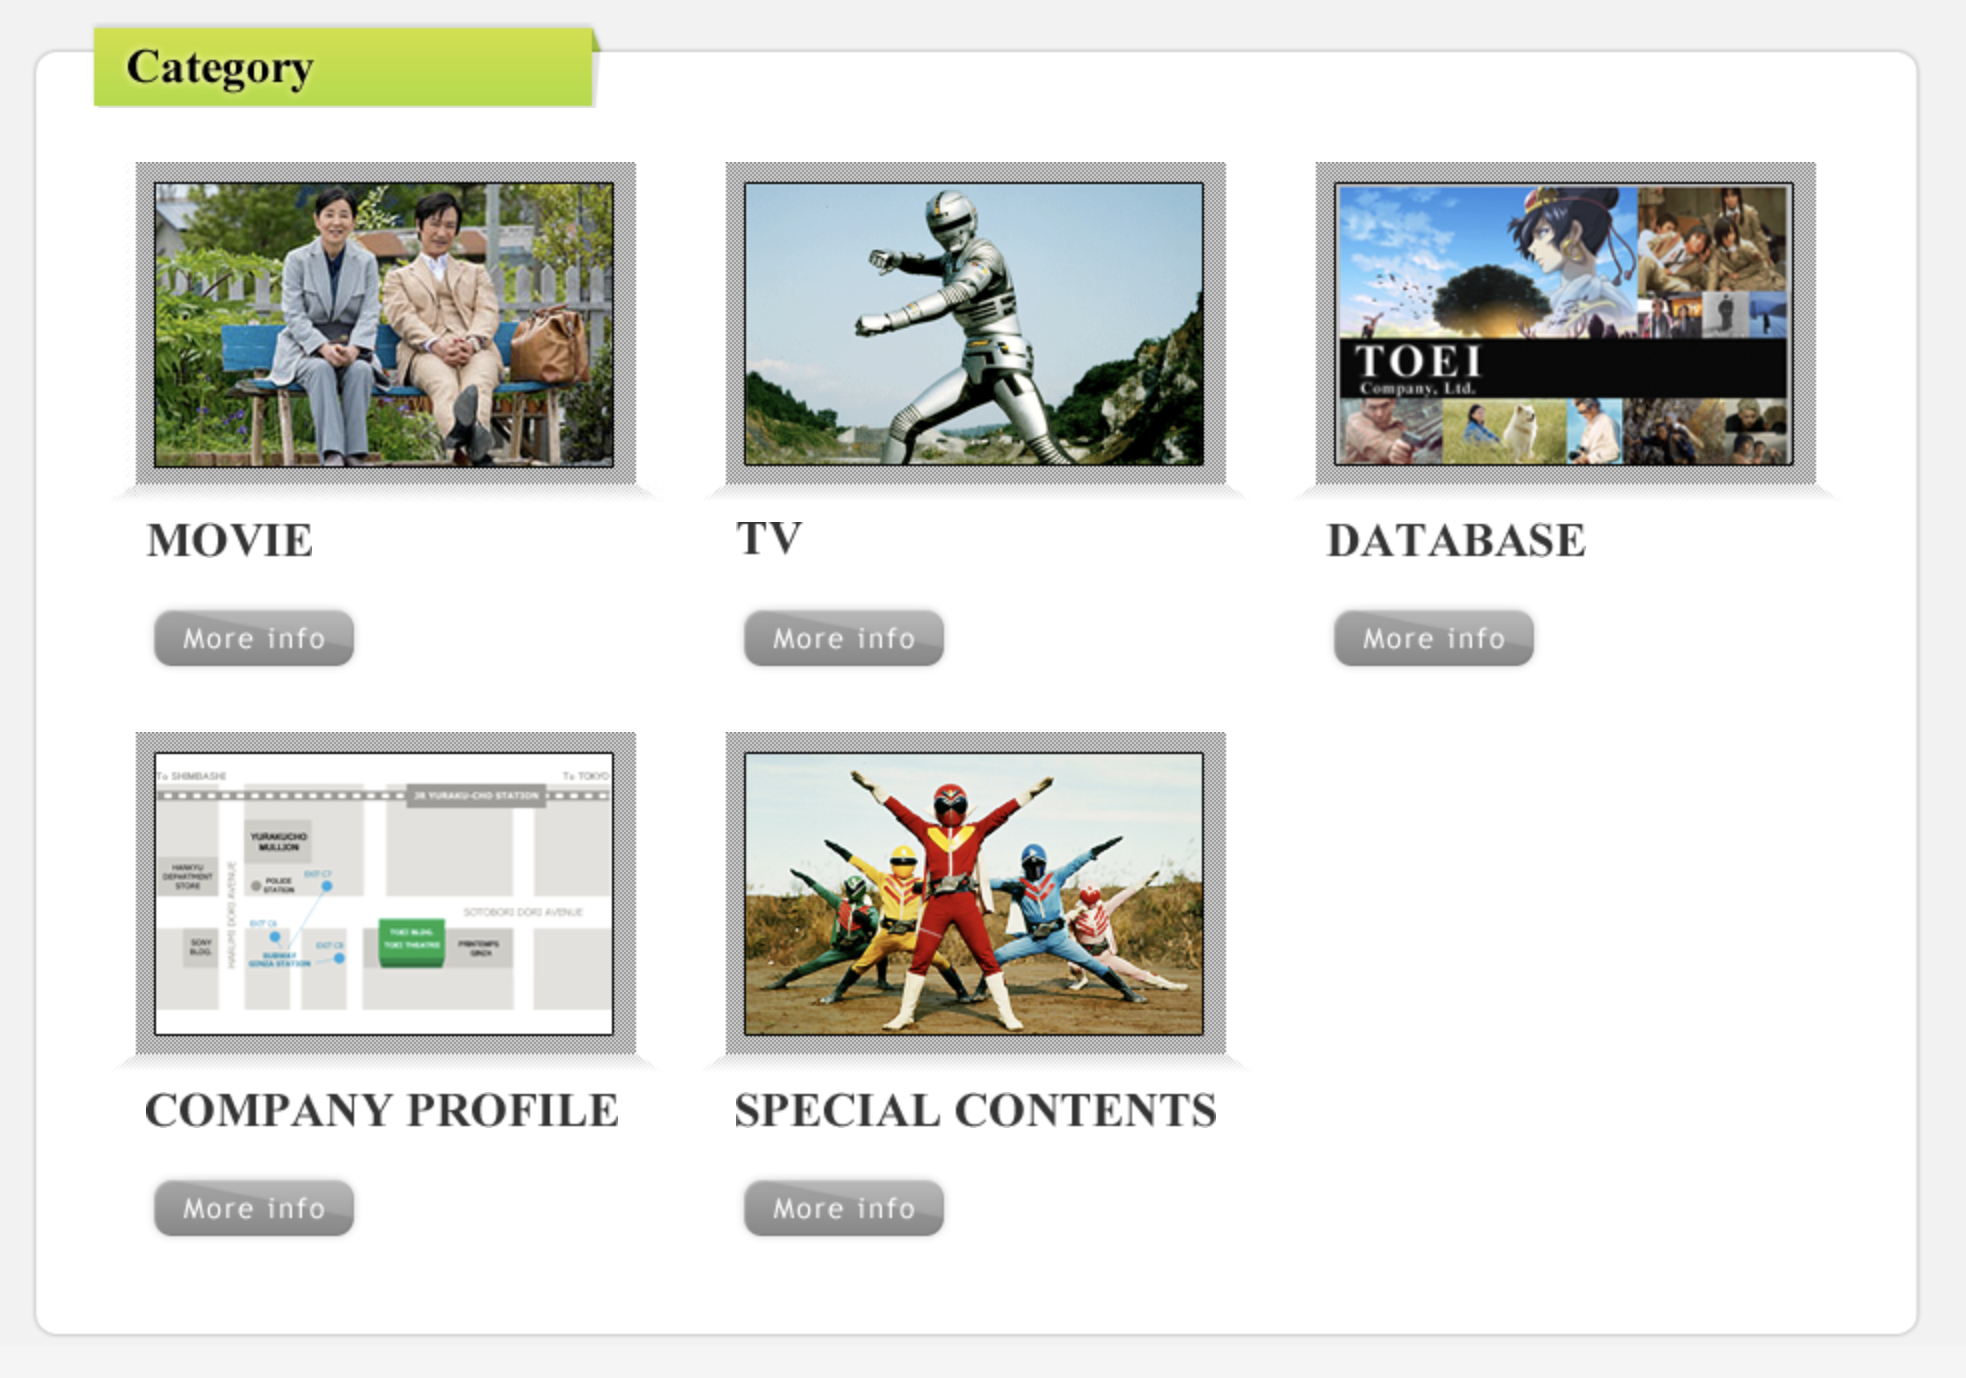 Category
TOEI
Company, Ltd.
MOVIE
TV
DATABASE
More info
More info
More info
To SHIMBASHI
To TOKYO
JR YURAKU-CHO STATION
YURAKUCHO
MULLION
HANKYU
DEPARTMENT
STORE
POLICE
STATION
EXIT C7
HARUMI DORI AVENUE
SOTOBORI DORI AVENUE
EXIT C6
SONY
BLDG.
EXIT C8
SUBWAY
GINZA STATION
TOEI BLDG.
TOEI THEATRE
PRINTEMPS
GINZA
COMPANY PROFILE
SPECIAL CONTENTS
More info
More info